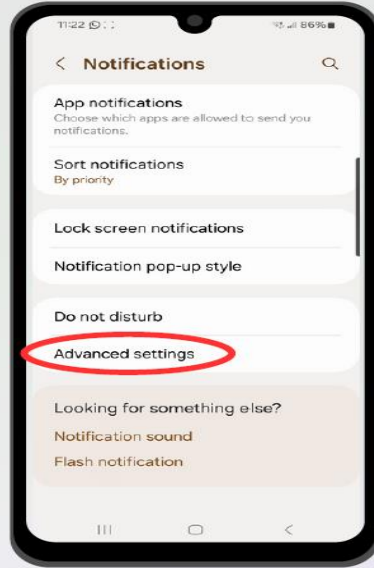 11:22
86%
Notifications
App notifications
Choose which apps are allowed to send you
notifications.
Sort notifications
By priority
Lock screen notifications
Notification pop-up style
Do not disturb
Advanced settings
Looking for something else?
Notification sound
Flash notification